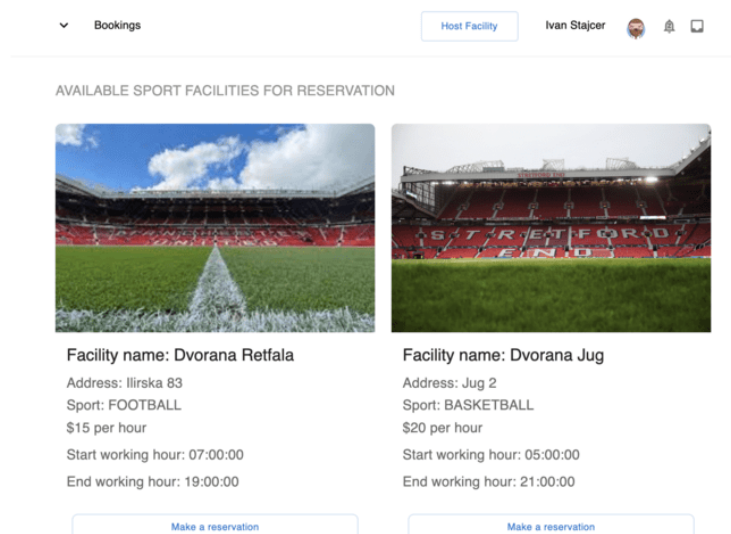 Bookings
Host Facility
Ivan Stajcer
AVAILABLE SPORT FACILITIES FOR RESERVATION
UNITED
STRETFORD
END
Facility name: Dvorana Retfala
Address: Ilirska 83
Sport: FOOTBALL
$15 per hour
Start working hour: 07:00:00
End working hour: 19:00:00
Make a reservation
Facility name: Dvorana Jug
Address: Jug 2
Sport: BASKETBALL
$20 per hour
Start working hour: 05:00:00
End working hour: 21:00:00
Make a reservation